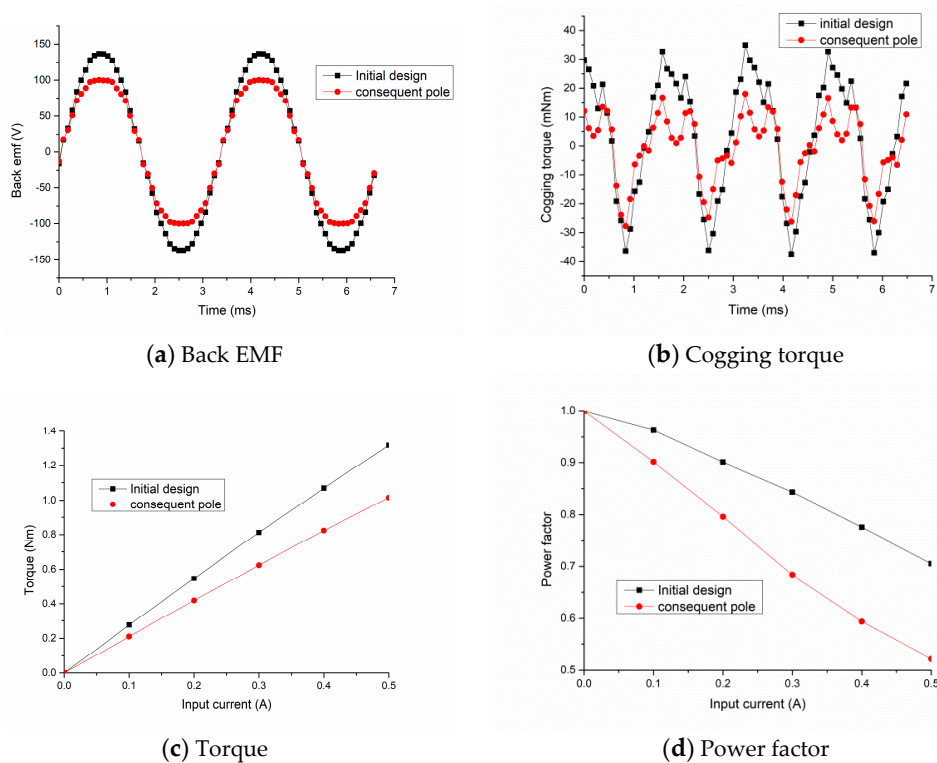 150
100
50
0
-50
-100
-150
0 1 2 3 4 5 6 7
Back emf (V)
Time (ms)
Initial design
consequent pole
(a) Back EMF
40
30
20
10
0
-10
-20
-30
-40
0 1 2 3 4 5 6 7
Cogging torque (mNm)
Time (ms)
initial design
consequent pole
(b) Cogging torque
1.4
1.2
1.0
0.8
0.6
0.4
0.2
0.0
0.0 0.1 0.2 0.3 0.4 0.5
Torque (Nm)
Input current (A)
Initial design
consequent pole
(c) Torque
1.0
0.9
0.8
0.7
0.6
0.5
0.0 0.1 0.2 0.3 0.4 0.5
Power factor
Input current (A)
Initial design
consequent pole
(d) Power factor